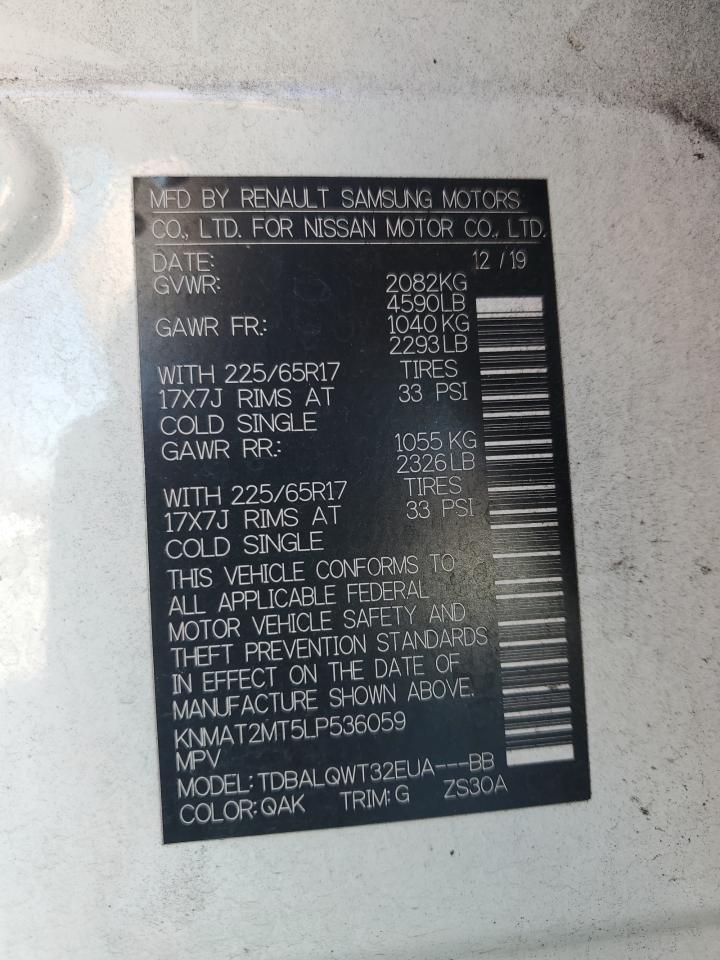 MFD BY RENAULT SAMSUNG MOTORS
CO., LTD. FOR NISSAN MOTOR CO., LTD.
DATE: 12 / 19
GVWR: 2082KG
4590LB
GAWR FR.: 1040 KG
2293 LB
WITH 225/65R17 TIRES
17X7J RIMS AT 33 PSI
COLD SINGLE
GAWR RR.: 1055 KG
2326 LB
WITH 225/65R17 TIRES
17X7J RIMS AT 33 PSI
COLD SINGLE
THIS VEHICLE CONFORMS TO
ALL APPLICABLE FEDERAL
MOTOR VEHICLE SAFETY AND
THEFT PREVENTION STANDARDS
IN EFFECT ON THE DATE OF
MANUFACTURE SHOWN ABOVE.
KNMAT2MT5LP536059
MPV
MODEL: TDBALQWT32EUA---BB
COLOR: QAK TRIM: G ZS30A